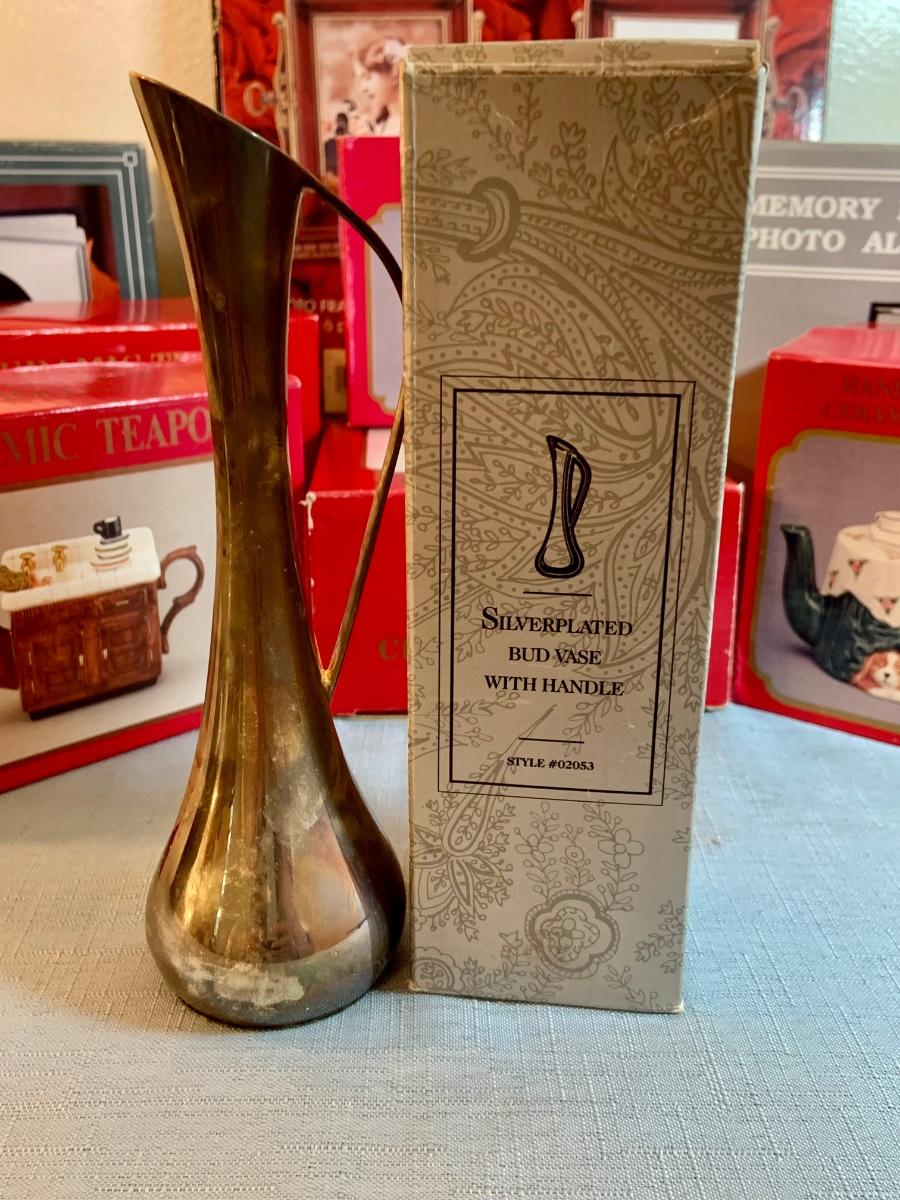 MEMORY
PHOTO AL
MIC TEAPO
SILVERPLATED
BUD VASE
WITH HANDLE
STYLE #02053